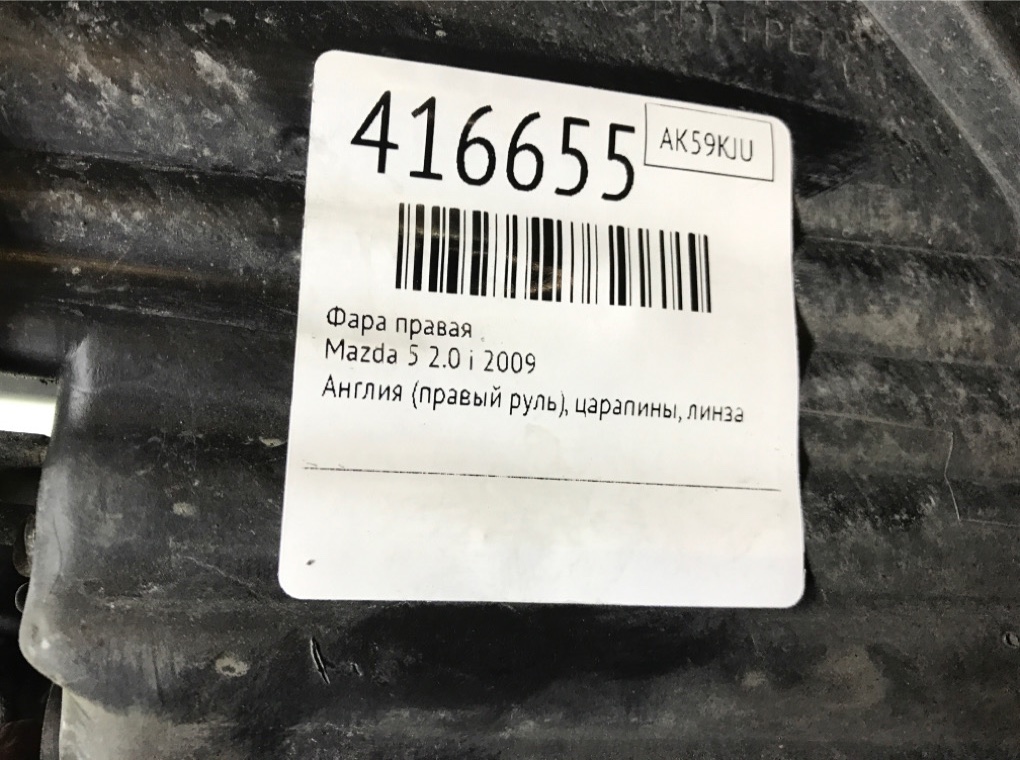 416655
AK59KJU
Фара правая
Mazda 5 2.0 i 2009
Англия (правый руль), царапины, линза